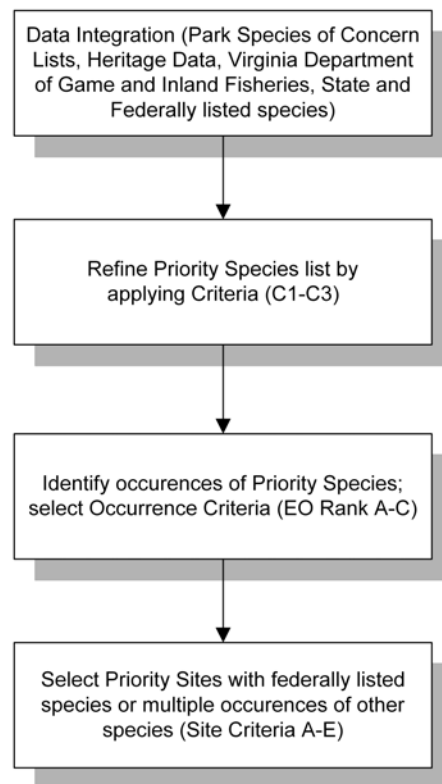 Data Integration (Park Species of Concern
Lists, Heritage Data, Virginia Department
of Game and Inland Fisheries, State and
Federally listed species)
Refine Priority Species list by
applying Criteria (C1-C3)
Identify occurences of Priority Species;
select Occurrence Criteria (EO Rank A-C)
Select Priority Sites with federally listed
species or multiple occurences of other
species (Site Criteria A-E)